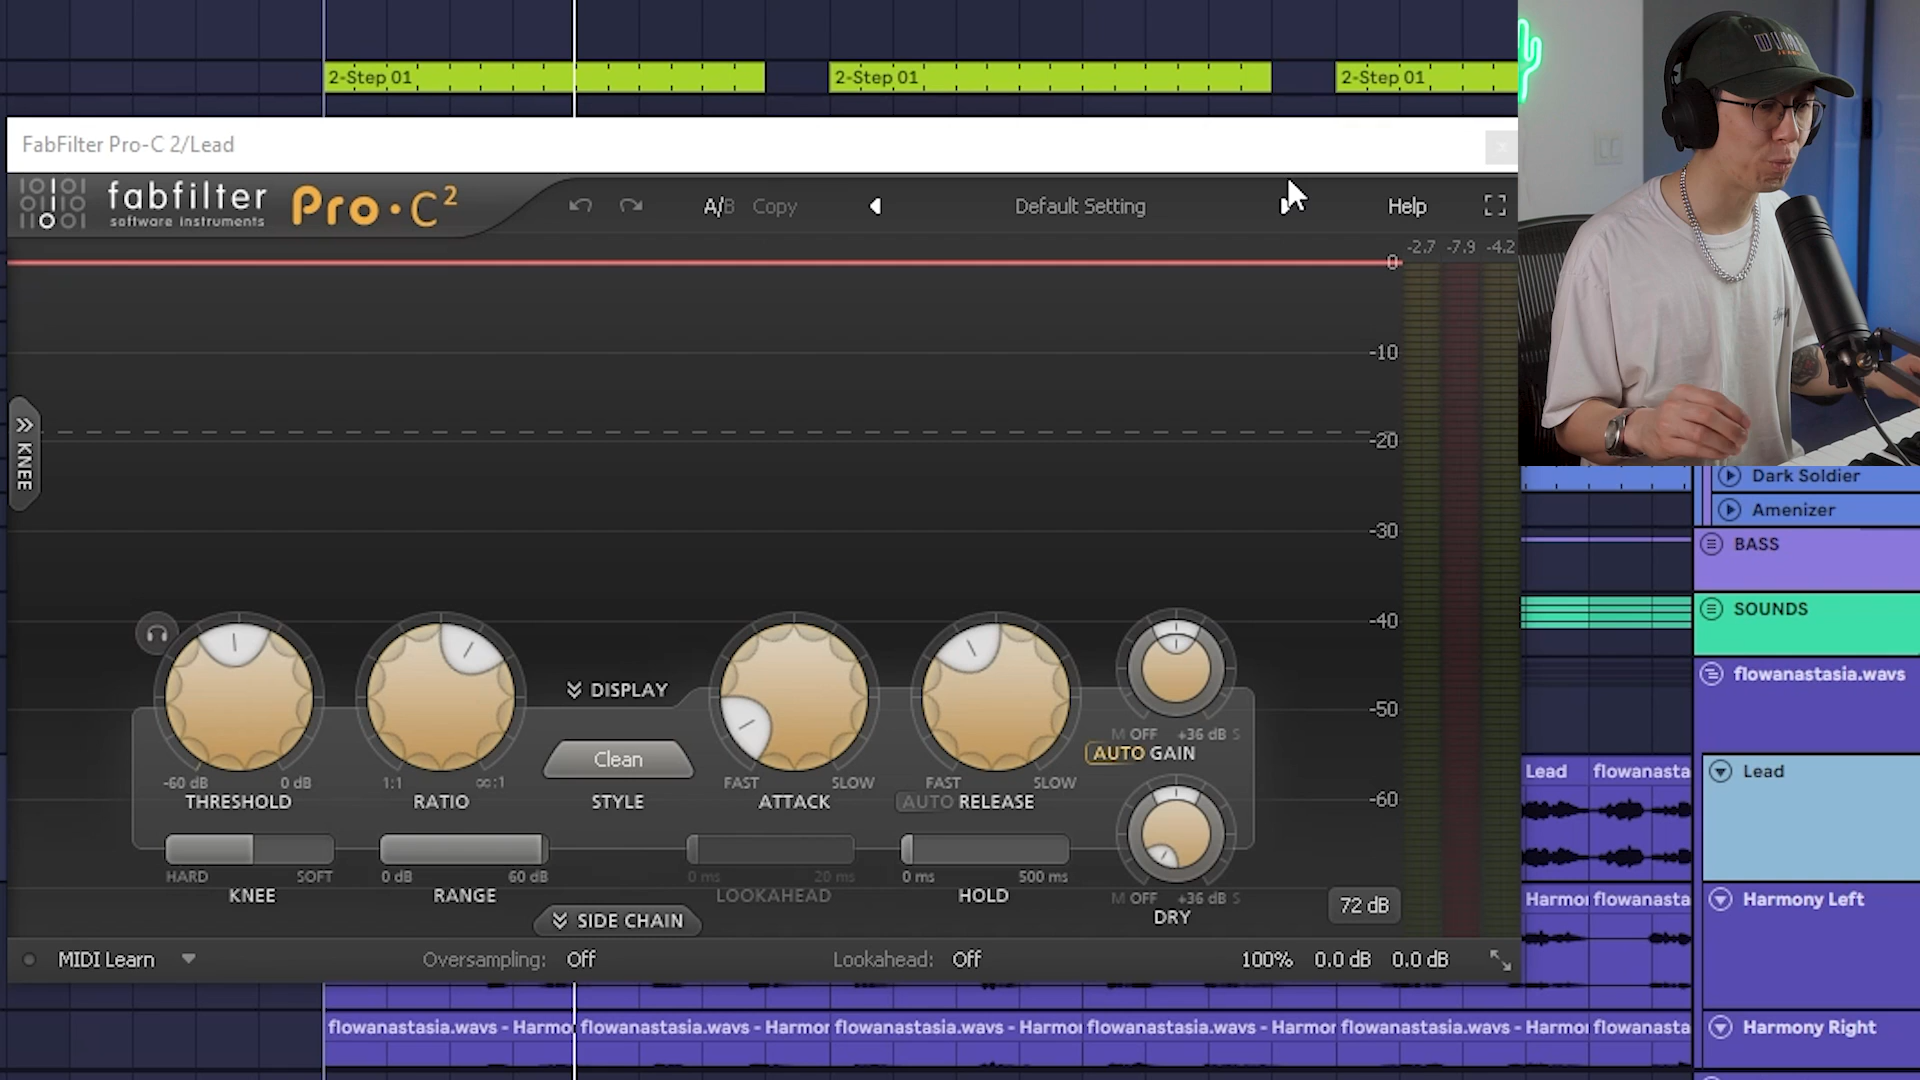 2-Step 01
2-Step 01
2-Step 01
FabFilter Pro-C 2/Lead
fabfilter
software instruments
Pro·C²
A/B
Copy
Default Setting
Help
-2.7 -7.9 -4.2
0
-10
-20
-30
-40
-50
-60
KNEE
-60 dB 0 dB
THRESHOLD
1:1 ∞:1
RATIO
DISPLAY
Clean
STYLE
FAST SLOW
ATTACK
FAST SLOW
AUTO RELEASE
M OFF +36 dB S
AUTO GAIN
HARD SOFT
KNEE
0 dB 60 dB
RANGE
0 ms 20 ms
LOOKAHEAD
0 ms 500 ms
HOLD
M OFF +36 dB S
DRY
SIDE CHAIN
72 dB
MIDI Learn
Oversampling: Off
Lookahead: Off
100% 0.0 dB 0.0 dB
Dark Soldier
Amenizer
BASS
SOUNDS
flowanastasia.wavs
Lead flowanasta
Lead
Harmo flowanasta
Harmony Left
flowanastasia.wavs - Harmo flowanastasia.wavs - Harmor flowanastasia.wavs - Harmo flowanastasia.wavs - Harmor flowanastasia.wavs - Harmo flowanasta
Harmony Right